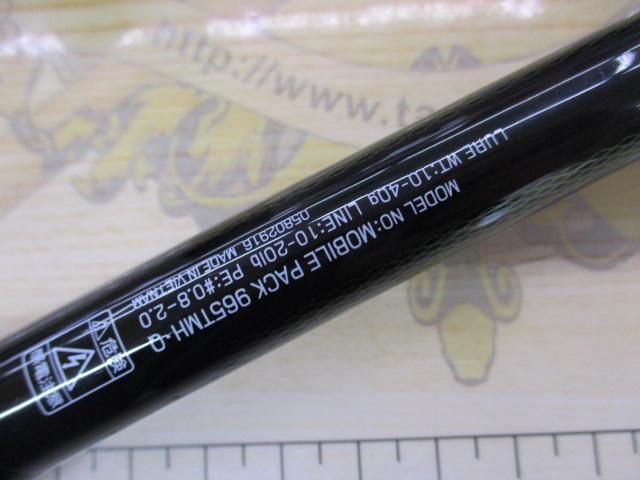 http://www.ta
MODEL NO:MOBILE PACK 965TMH・Q
LURE WT:10-40g LINE:10-20lb PE:#0.8-2.0
05802916 MADE IN VIETNAM
危険
感電注意